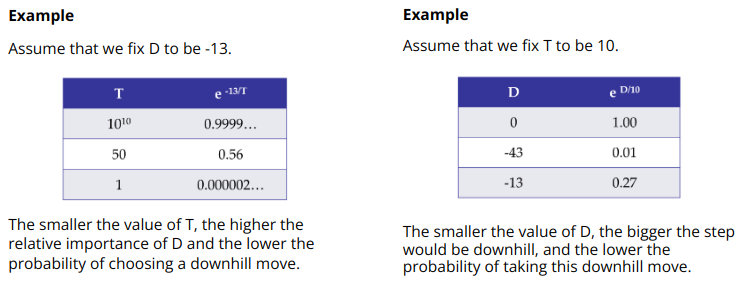 Example
Assume that we fix D to be -13.
T e -13/T
10¹⁰ 0.9999...
50 0.56
1 0.000002...
The smaller the value of T, the higher the
relative importance of D and the lower the
probability of choosing a downhill move.
Example
Assume that we fix T to be 10.
D e D/10
0 1.00
-43 0.01
-13 0.27
The smaller the value of D, the bigger the step
would be downhill, and the lower the
probability of taking this downhill move.